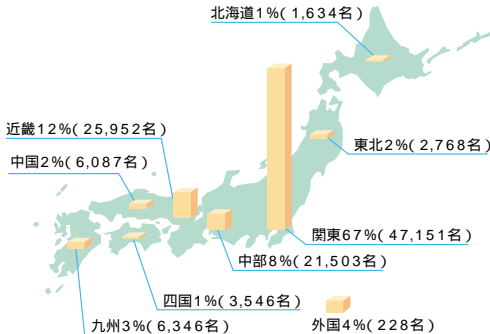 北海道1%(1,634名)
近畿12%(25,952名)
東北2%(2,768名)
中国2%(6,087名)
関東67%(47,151名)
中部8%(21,503名)
四国1%(3,546名)
九州3%(6,346名)
外国4%(228名)